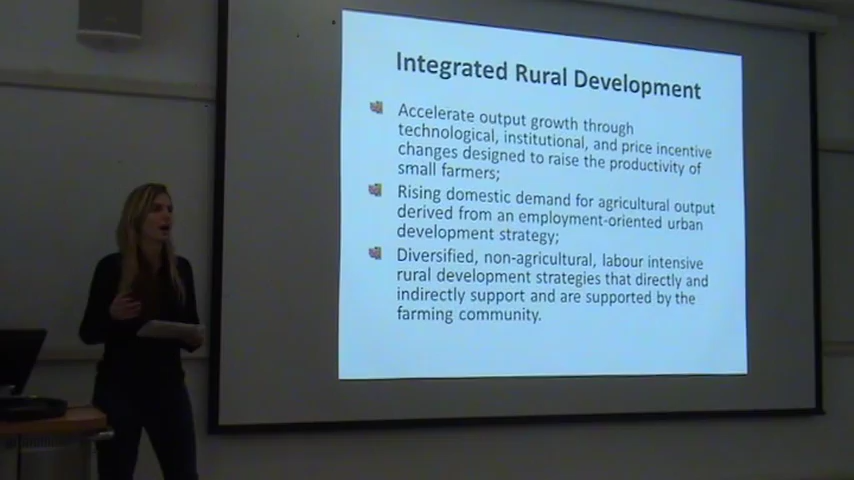 Integrated Rural Development
Accelerate output growth through
technological, institutional, and price incentive
changes designed to raise the productivity of
small farmers;
Rising domestic demand for agricultural output
derived from an employment-oriented urban
development strategy;
Diversified, non-agricultural, labour intensive
rural development strategies that directly and
indirectly support and are supported by the
farming community.